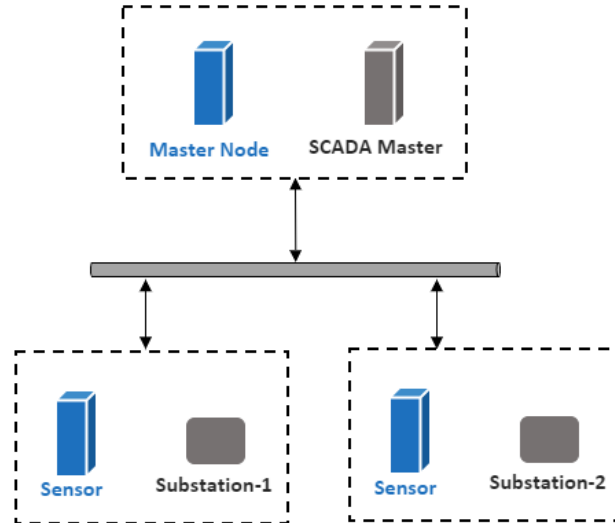 Master Node
SCADA Master
Sensor
Substation-1
Sensor
Substation-2